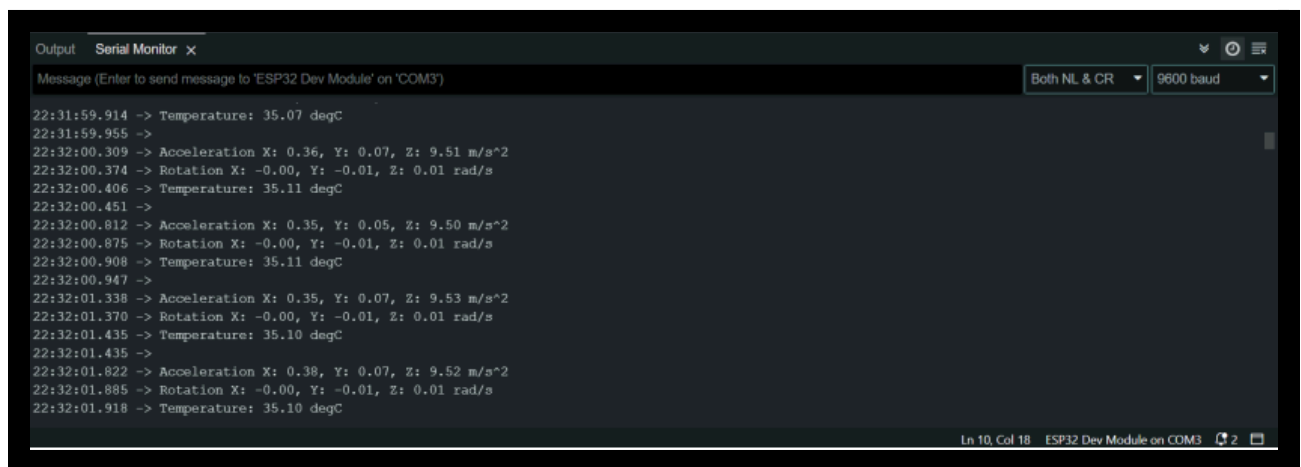 Output Serial Monitor ×
Message (Enter to send message to 'ESP32 Dev Module' on 'COM3') Both NL & CR 9600 baud
22:31:59.914 -> Temperature: 35.07 degC
22:31:59.955 ->
22:32:00.309 -> Acceleration X: 0.36, Y: 0.07, Z: 9.51 m/s^2
22:32:00.374 -> Rotation X: -0.00, Y: -0.01, Z: 0.01 rad/s
22:32:00.406 -> Temperature: 35.11 degC
22:32:00.451 ->
22:32:00.812 -> Acceleration X: 0.35, Y: 0.05, Z: 9.50 m/s^2
22:32:00.875 -> Rotation X: -0.00, Y: -0.01, Z: 0.01 rad/s
22:32:00.908 -> Temperature: 35.11 degC
22:32:00.947 ->
22:32:01.338 -> Acceleration X: 0.35, Y: 0.07, Z: 9.53 m/s^2
22:32:01.370 -> Rotation X: -0.00, Y: -0.01, Z: 0.01 rad/s
22:32:01.435 -> Temperature: 35.10 degC
22:32:01.435 ->
22:32:01.822 -> Acceleration X: 0.38, Y: 0.07, Z: 9.52 m/s^2
22:32:01.885 -> Rotation X: -0.00, Y: -0.01, Z: 0.01 rad/s
22:32:01.918 -> Temperature: 35.10 degC
Ln 10, Col 18 ESP32 Dev Module on COM3 2